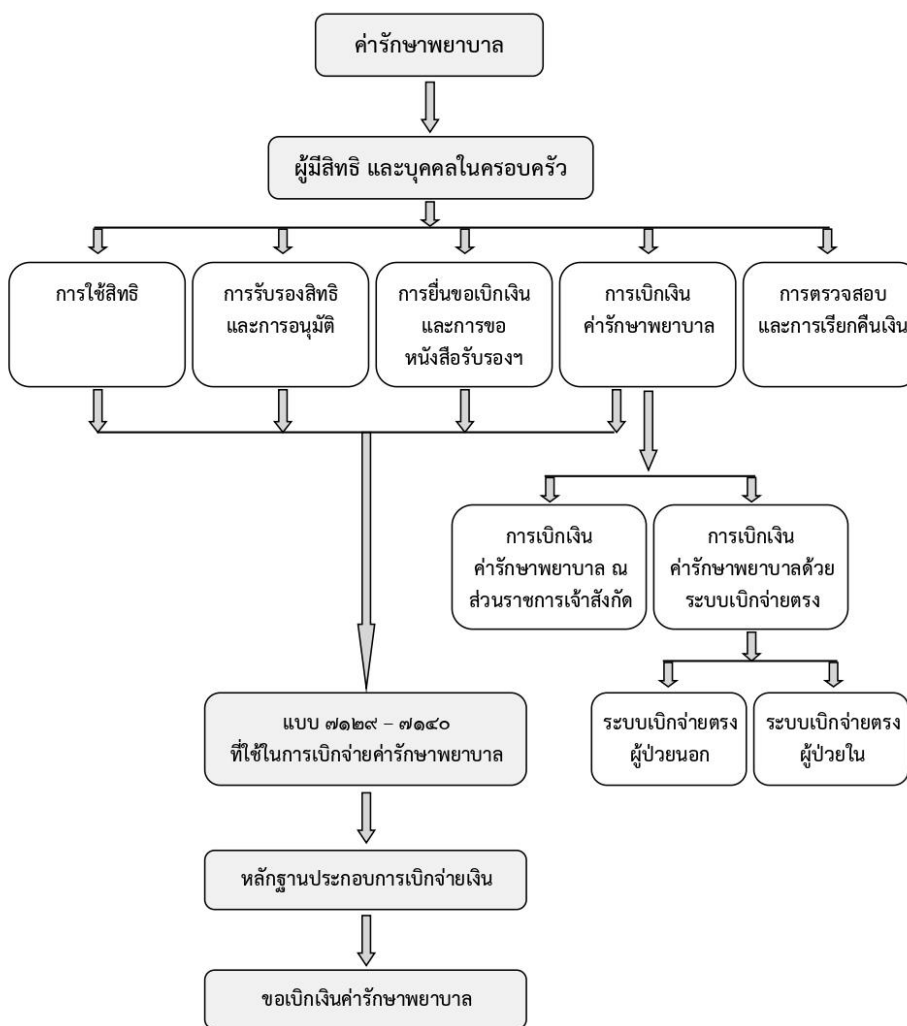 ค่ารักษาพยาบาล
ผู้มีสิทธิ และบุคคลในครอบครัว
การใช้สิทธิ
การรับรองสิทธิ
และการอนุมัติ
การยื่นขอเบิกเงิน
และการขอ
หนังสือรับรองฯ
การเบิกเงิน
ค่ารักษาพยาบาล
การตรวจสอบ
และการเรียกคืนเงิน
การเบิกเงิน
ค่ารักษาพยาบาล ณ
ส่วนราชการเจ้าสังกัด
การเบิกเงิน
ค่ารักษาพยาบาลด้วย
ระบบเบิกจ่ายตรง
แบบ ๗๑๒๙ – ๗๑๔๐
ที่ใช้ในการเบิกจ่ายค่ารักษาพยาบาล
ระบบเบิกจ่ายตรง
ผู้ป่วยนอก
ระบบเบิกจ่ายตรง
ผู้ป่วยใน
หลักฐานประกอบการเบิกจ่ายเงิน
ขอเบิกเงินค่ารักษาพยาบาล